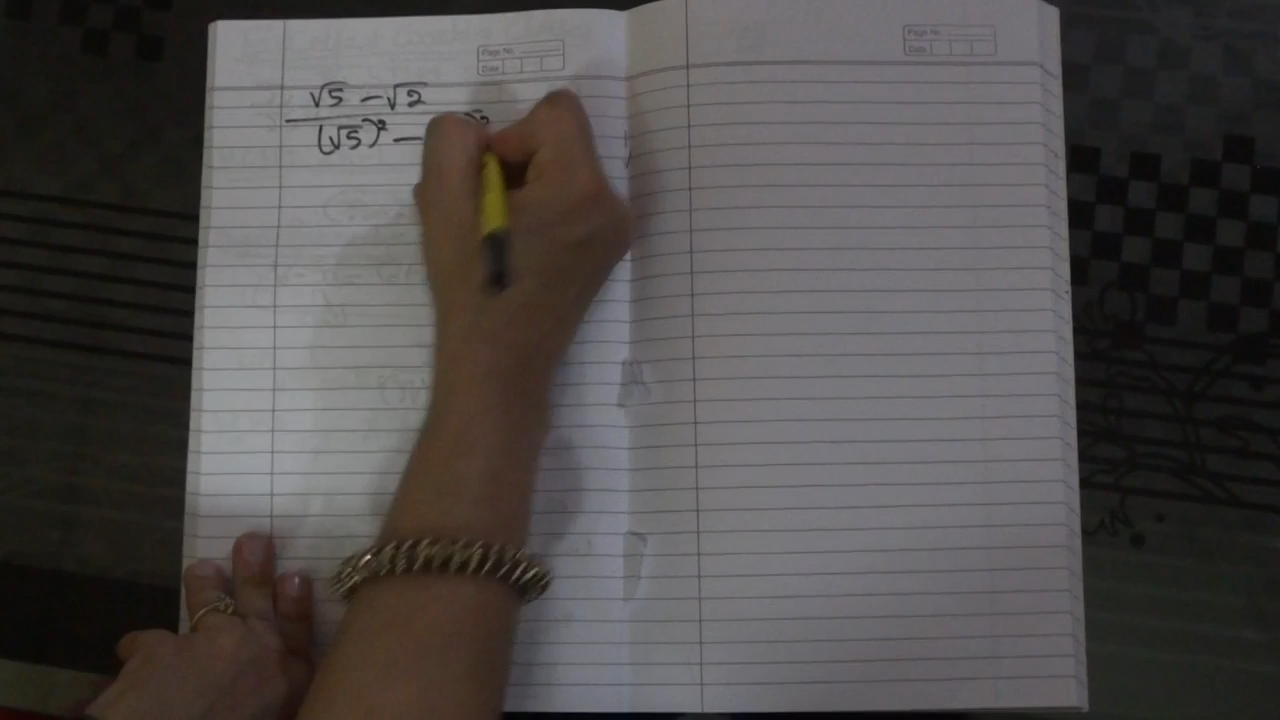 Page No.
Date
Page No.
Date
√5 - √2
(√5)² -